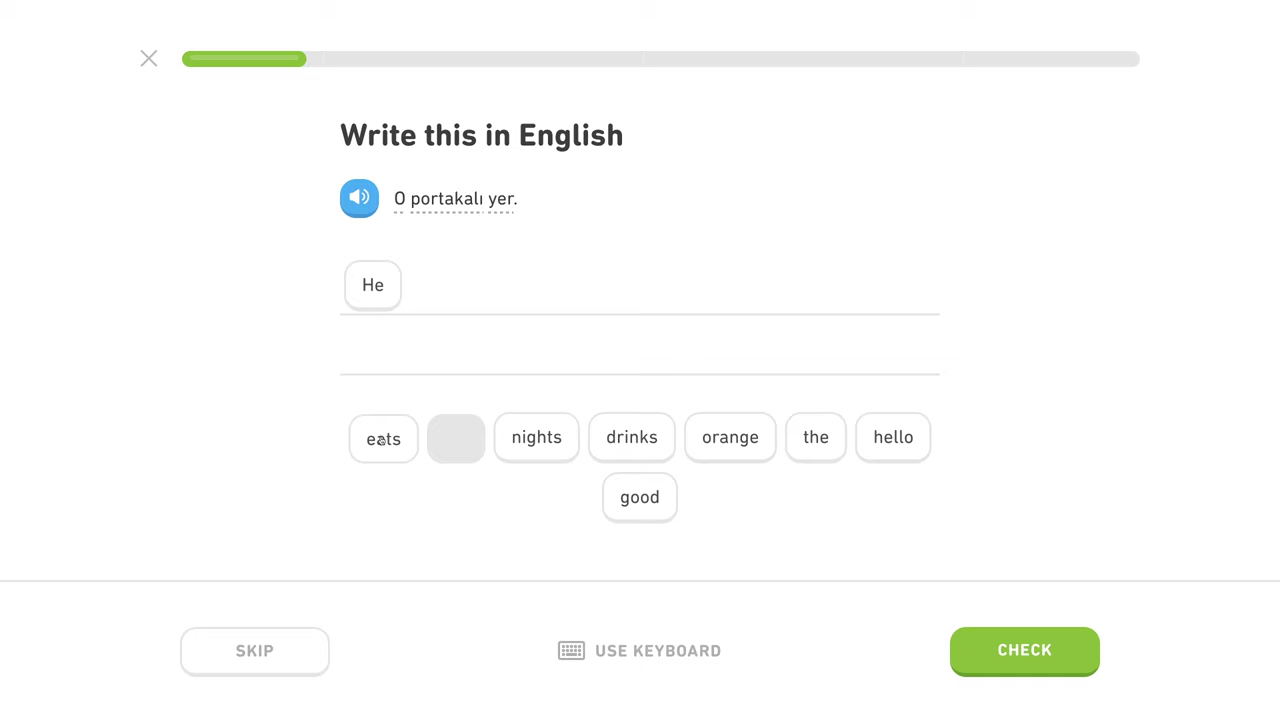 Write this in English
O portakalı yer.
He
eats
nights
drinks
orange
the
hello
good
SKIP
USE KEYBOARD
CHECK